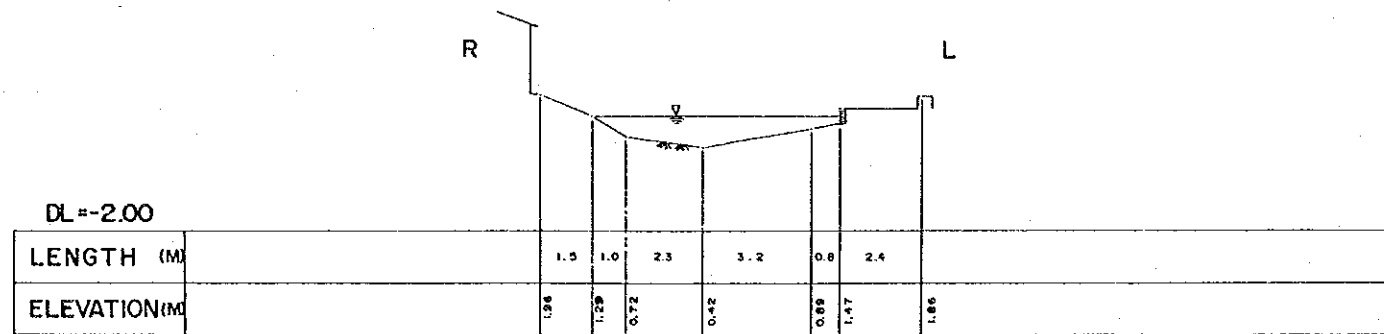 R L
DL=-2.00
LENGTH (M) 1.5 1.0 2.3 3.2 0.8 2.4
ELEVATION(M) 1.96 1.29 0.72 0.42 0.89 1.47 1.86